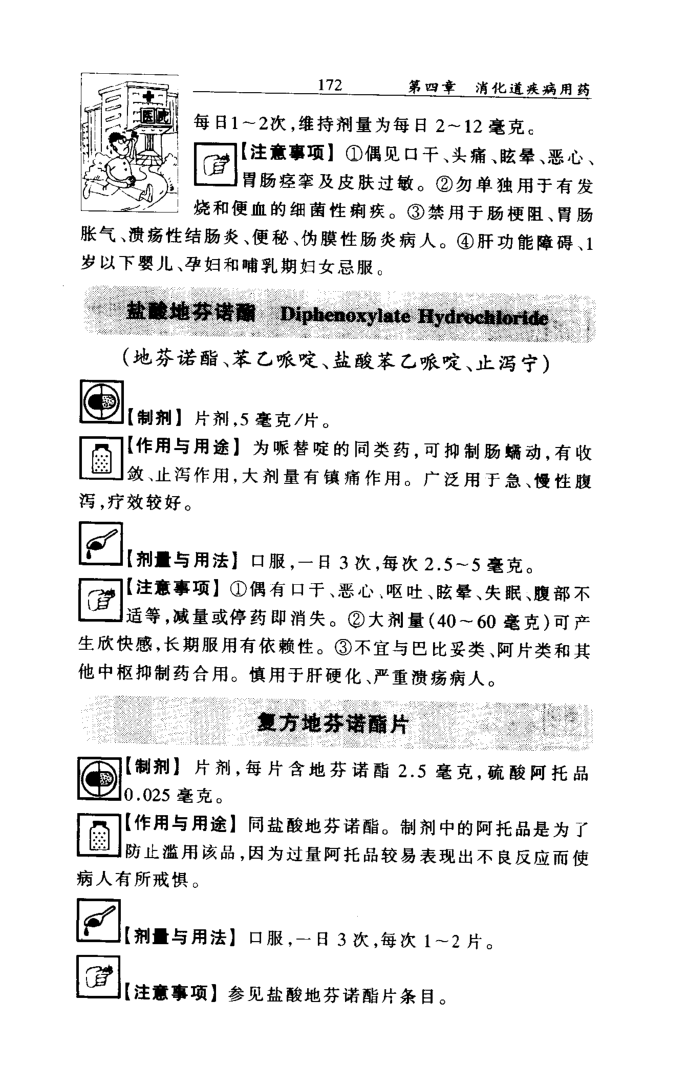 172 第四章 消化道疾病用药
医院
每日1~2次,维持剂量为每日 2~12 毫克。
【注意事项】①偶见口干、头痛、眩晕、恶心、
胃肠痉挛及皮肤过敏。②勿单独用于有发
烧和便血的细菌性痢疾。③禁用于肠梗阻、胃肠
胀气、溃疡性结肠炎、便秘、伪膜性肠炎病人。④肝功能障碍、1
岁以下婴儿、孕妇和哺乳期妇女忌服。
盐酸地芬诺酯 Diphenoxylate Hydrochloride
(地芬诺酯、苯乙哌啶、盐酸苯乙哌啶、止泻宁)
【制剂】片剂,5 毫克/片。
【作用与用途】为哌替啶的同类药,可抑制肠蠕动,有收
敛、止泻作用,大剂量有镇痛作用。广泛用于急、慢性腹
泻,疗效较好。
【剂量与用法】口服,一日 3 次,每次 2.5~5 毫克。
【注意事项】①偶有口干、恶心、呕吐、眩晕、失眠、腹部不
适等,减量或停药即消失。②大剂量(40~60 毫克)可产
生欣快感,长期服用有依赖性。③不宜与巴比妥类、阿片类和其
他中枢抑制药合用。慎用于肝硬化、严重溃疡病人。
复方地芬诺酯片
【制剂】片剂,每片含地芬诺酯 2.5 毫克,硫酸阿托品
0.025 毫克。
【作用与用途】同盐酸地芬诺酯。制剂中的阿托品是为了
防止滥用该品,因为过量阿托品较易表现出不良反应而使
病人有所戒惧。
【剂量与用法】口服,一日 3 次,每次 1~2 片。
【注意事项】参见盐酸地芬诺酯片条目。